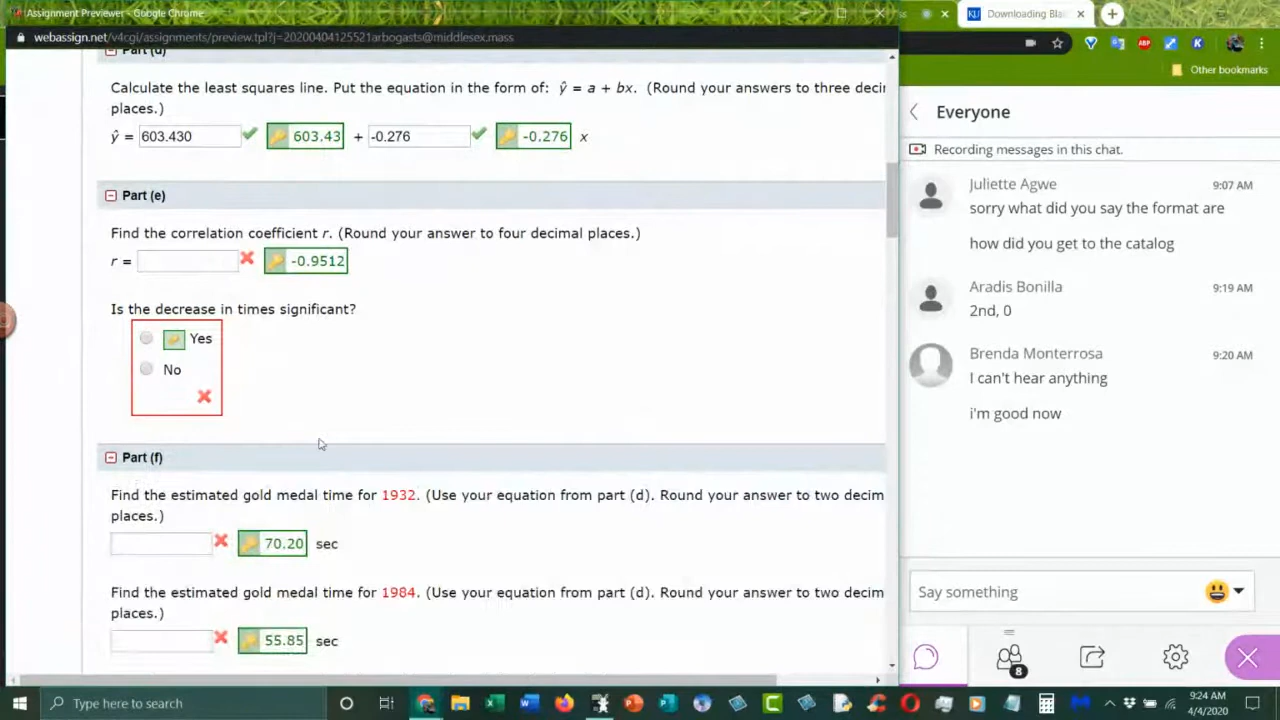 Assignment Previewer - Google Chrome
webassign.net/v4cgi/assignments/preview.tpl?j=20200404125521arbogasts@middlesex.mass
Part (d)
Calculate the least squares line. Put the equation in the form of: ŷ = a + bx. (Round your answers to three deci
places.)
ŷ = 603.430 603.43 + -0.276 -0.276 x
Part (e)
Find the correlation coefficient r. (Round your answer to four decimal places.)
r = -0.9512
Is the decrease in times significant?
Yes
No
Part (f)
Find the estimated gold medal time for 1932. (Use your equation from part (d). Round your answer to two decim
places.)
70.20 sec
Find the estimated gold medal time for 1984. (Use your equation from part (d). Round your answer to two decim
places.)
55.85 sec
KU Downloading Bla
ABP K
Other bookmarks
Everyone
Recording messages in this chat.
Juliette Agwe 9:07 AM
sorry what did you say the format are
how did you get to the catalog
Aradis Bonilla 9:19 AM
2nd, 0
Brenda Monterrosa 9:20 AM
I can't hear anything
i'm good now
Say something
8
Type here to search
9:24 AM
4/4/2020